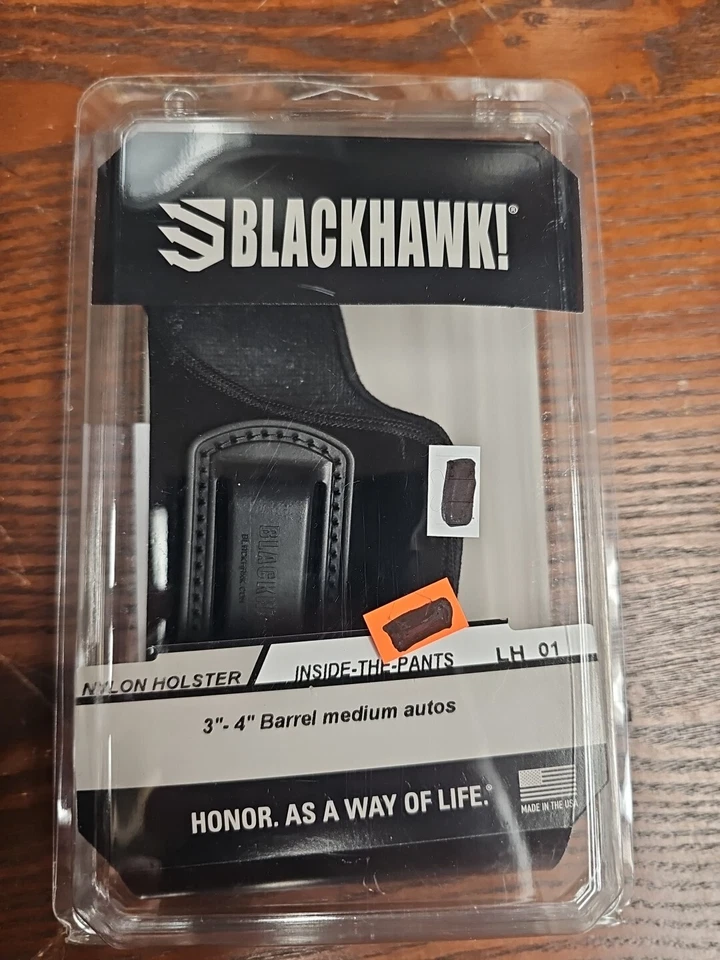 BLACKHAWK!®
BLACKH
NYLON HOLSTER / INSIDE-THE-PANTS LH 01
3"- 4" Barrel medium autos
HONOR. AS A WAY OF LIFE.®
MADE IN THE USA